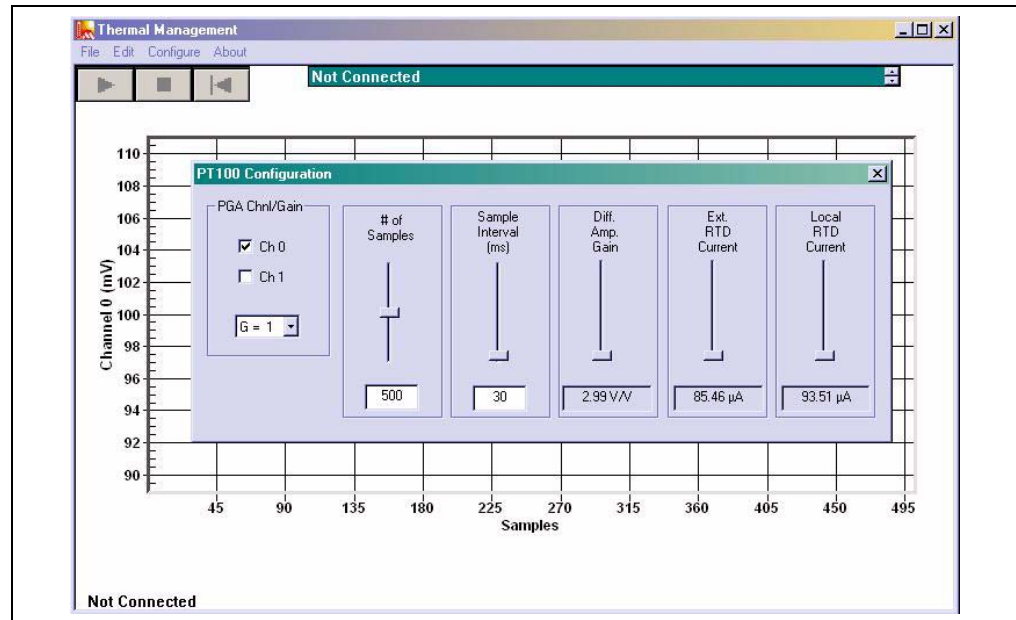 Thermal Management
File Edit Configure About
Not Connected
PT100 Configuration
PGA Chnl/Gain
Ch 0
Ch 1
G = 1
# of
Samples
500
Sample
Interval
(ms)
30
Diff.
Amp.
Gain
2.99 V/V
Ext.
RTD
Current
85.46 µA
Local
RTD
Current
93.51 µA
Channel 0 (mV)
110
108
106
104
102
100
98
96
94
92
90
45 90 135 180 225 270 315 360 405 450 495
Samples
Not Connected